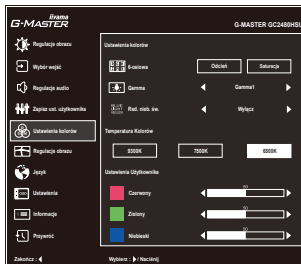 iiyama
G-MASTER
G-MASTER GC2480HSU
Regulacje obrazu
Wybór wejść
Regulacje audio
Zapisz ust. użytkownika
Ustawienia kolorów
Regulacje obrazu
Język
Ustawienia
Informacje
Przywróć
Ustawienia kolorów
6-osiowa
Odcień
Saturacja
Gamma
Gamma1
Red. nieb. św.
Wyłącz
Temperatura Kolorów
9300K
7500K
6500K
Ustawienia Użytkownika
Czerwony
50
Zielony
50
Niebieski
50
Zakończ :
Wybierz : / Naciśnij